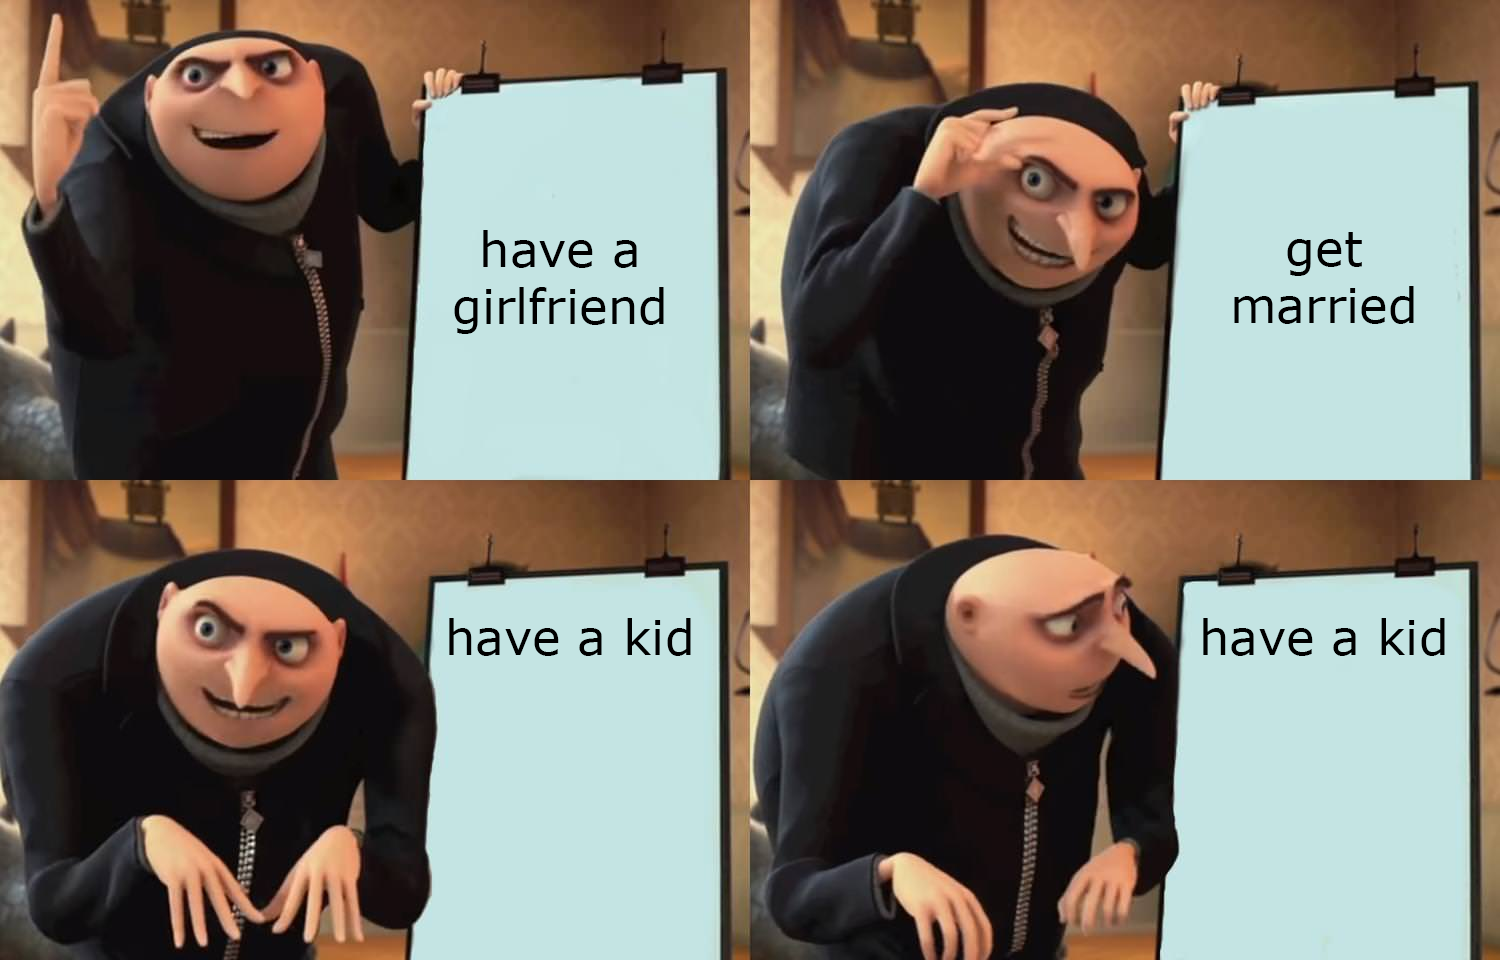 have a
girlfriend
get
married
have a kid
have a kid